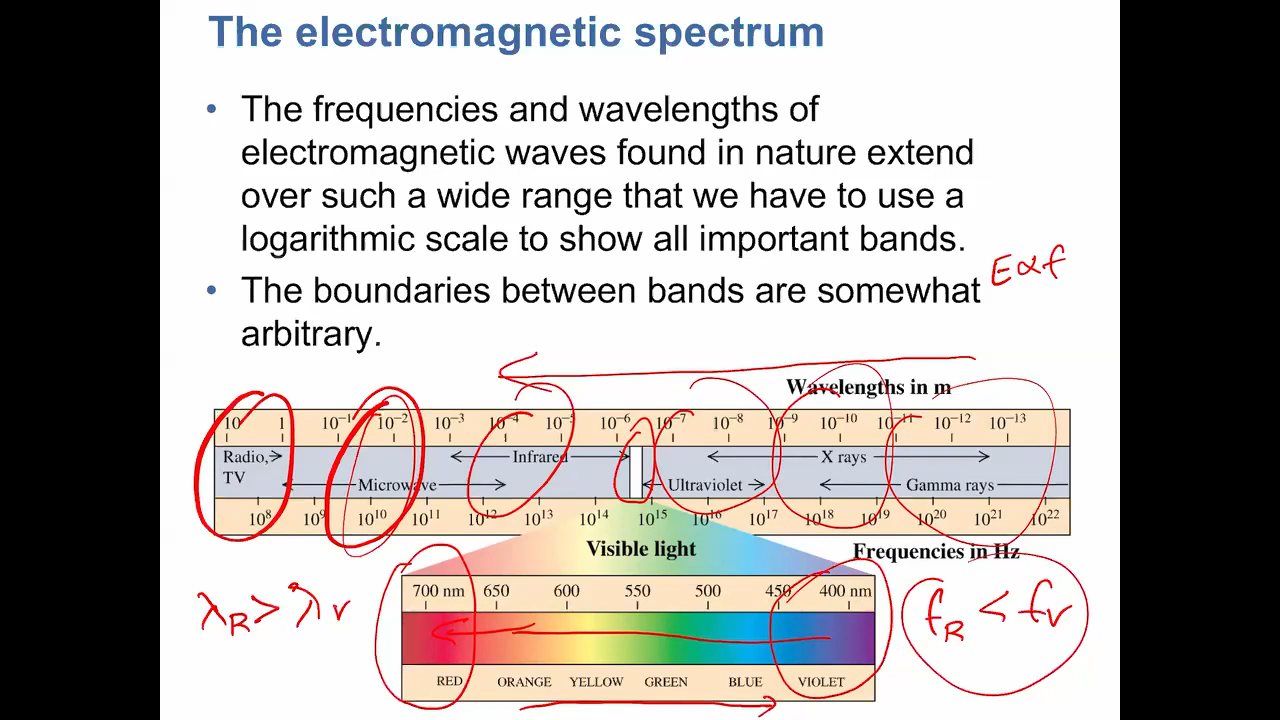 The electromagnetic spectrum
• The frequencies and wavelengths of
electromagnetic waves found in nature extend
over such a wide range that we have to use a
logarithmic scale to show all important bands.
E∝f
• The boundaries between bands are somewhat
arbitrary.
Wavelengths in m
10 1 10⁻¹ 10⁻² 10⁻³ 10⁻⁴ 10⁻⁵ 10⁻⁶ 10⁻⁷ 10⁻⁸ 10⁻⁹ 10⁻¹⁰ 10⁻¹¹ 10⁻¹² 10⁻¹³
Radio, Infrared X rays
TV Microwave Ultraviolet Gamma rays
10⁸ 10⁹ 10¹⁰ 10¹¹ 10¹² 10¹³ 10¹⁴ 10¹⁵ 10¹⁶ 10¹⁷ 10¹⁸ 10¹⁹ 10²⁰ 10²¹ 10²²
Visible light Frequencies in Hz
700 nm 650 600 550 500 450 400 nm
λR > λV fR < fV
RED ORANGE YELLOW GREEN BLUE VIOLET